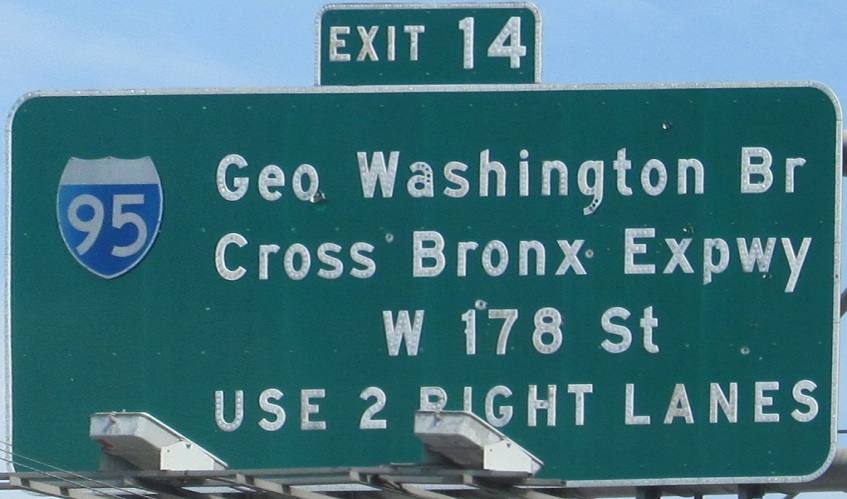 EXIT 14
95
Geo Washington Br
Cross Bronx Expwy
W 178 St
USE 2 RIGHT LANES